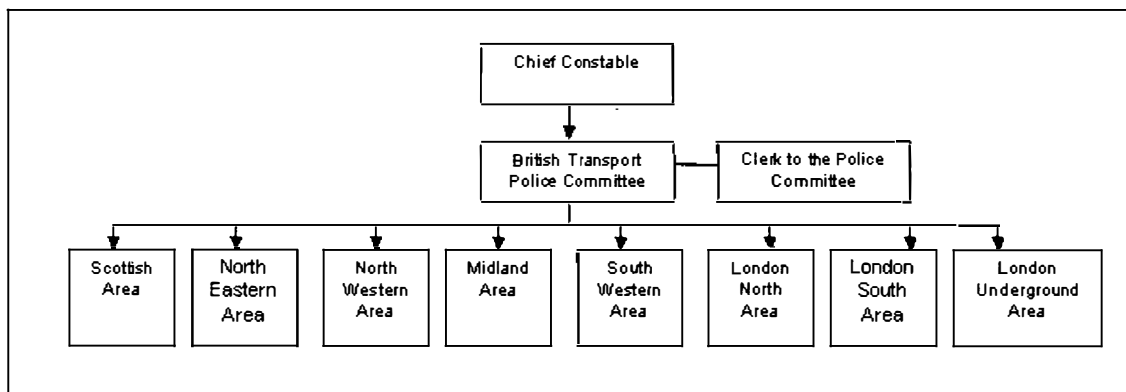 Chief Constable
British Transport
Police Committee
Clerk to the Police
Committee
Scottish
Area
North
Eastern
Area
North
Western
Area
Midland
Area
South
Western
Area
London
North
Area
London
South
Area
London
Underground
Area